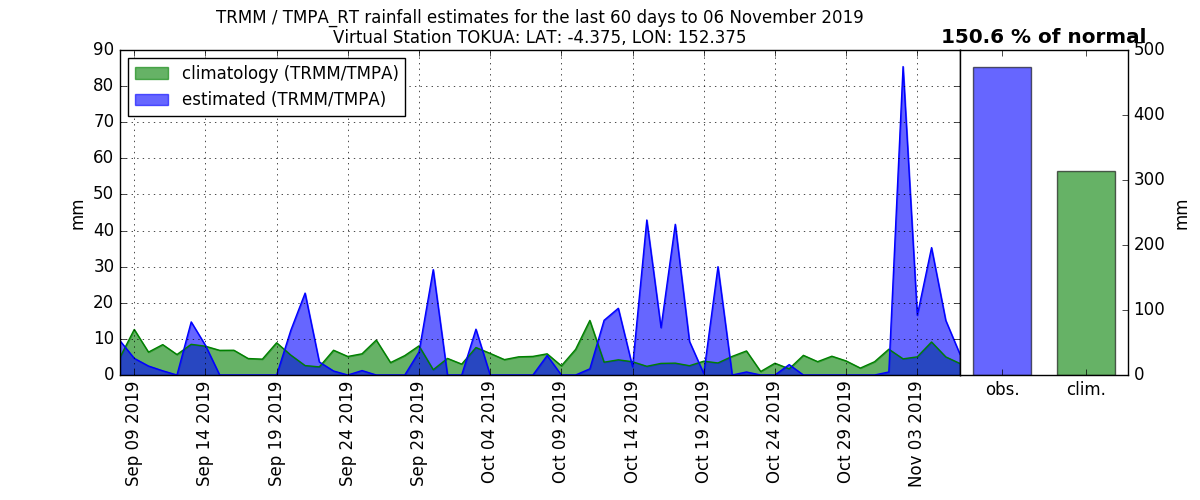 TRMM / TMPA_RT rainfall estimates for the last 60 days to 06 November 2019
Virtual Station TOKUA: LAT: -4.375, LON: 152.375
150.6 % of normal
climatology (TRMM/TMPA)
estimated (TRMM/TMPA)
mm
90
80
70
60
50
40
30
20
10
0
Sep 09 2019
Sep 14 2019
Sep 19 2019
Sep 24 2019
Sep 29 2019
Oct 04 2019
Oct 09 2019
Oct 14 2019
Oct 19 2019
Oct 24 2019
Oct 29 2019
Nov 03 2019
obs.
clim.
500
400
300
200
100
0
mm